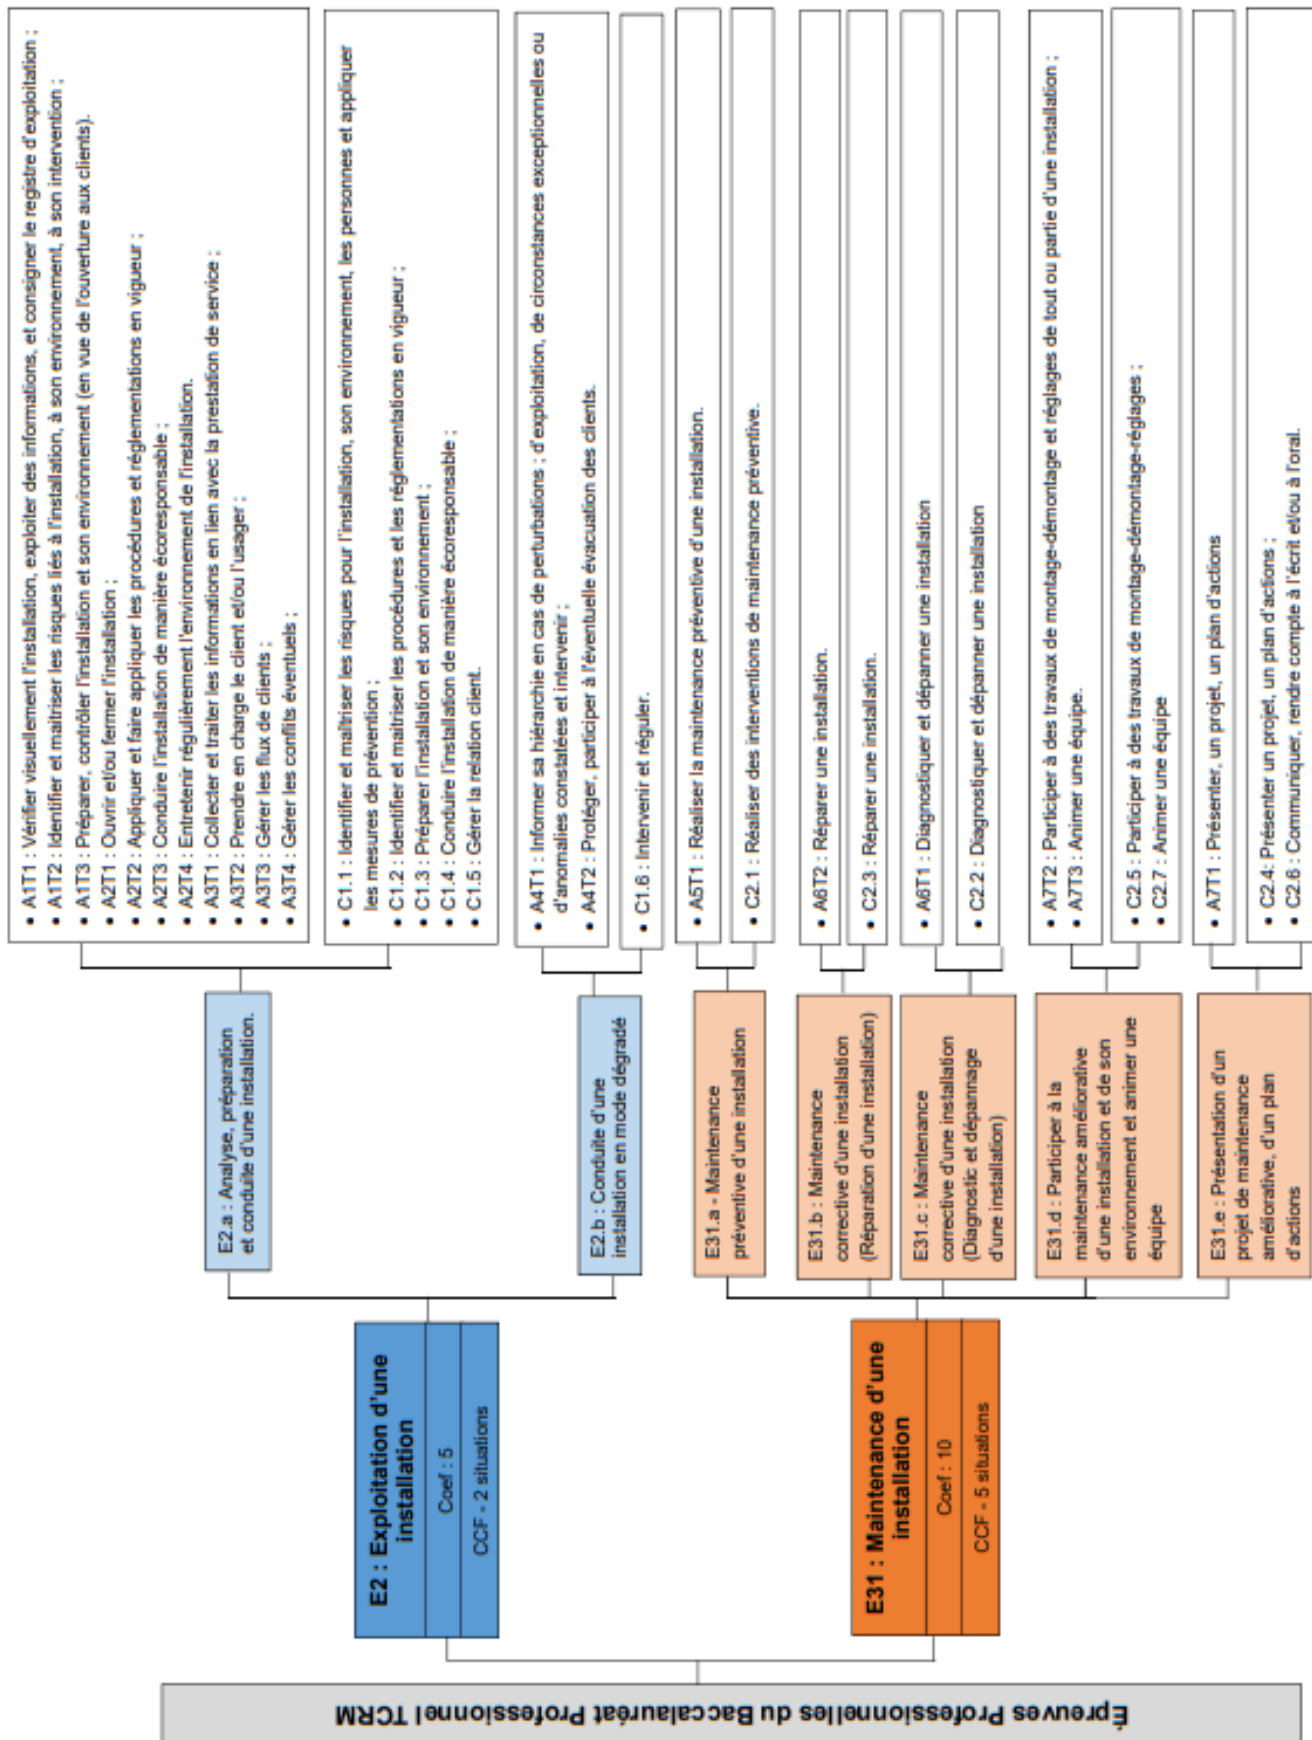 Épreuves Professionnelles du Baccalauréat Professionnel TCRM
E2 : Exploitation d'une
installation
Coef : 5
CCF - 2 situations
E2.a : Analyse, préparation
et conduite d'une installation.
• A1T1 : Vérifier visuellement l'installation, exploiter des informations, et consigner le registre d'exploitation ;
• A1T2 : Identifier et maitriser les risques liés à l'installation, à son environnement, à son intervention ;
• A1T3 : Préparer, contrôler l'installation et son environnement (en vue de l'ouverture aux clients).
• A2T1 : Ouvrir et/ou fermer l'installation ;
• A2T2 : Appliquer et faire appliquer les procédures et réglementations en vigueur ;
• A2T3 : Conduire l'installation de manière écoresponsable ;
• A2T4 : Entretenir régulièrement l'environnement de l'installation.
• A3T1 : Collecter et traiter les informations en lien avec la prestation de service ;
• A3T2 : Prendre en charge le client et/ou l'usager ;
• A3T3 : Gérer les flux de clients ;
• A3T4 : Gérer les conflits éventuels ;
• C1.1 : Identifier et maîtriser les risques pour l'installation, son environnement, les personnes et appliquer
les mesures de prévention ;
• C1.2 : Identifier et maitriser les procédures et les réglementations en vigueur ;
• C1.3 : Préparer l'installation et son environnement ;
• C1.4 : Conduire l'installation de manière écoresponsable ;
• C1.5 : Gérer la relation client.
E2.b : Conduite d'une
installation en mode dégradé
• A4T1 : Informer sa hiérarchie en cas de perturbations ; d'exploitation, de circonstances exceptionnelles ou
d'anomalies constatées et intervenir ;
• A4T2 : Protéger, participer à l'éventuelle évacuation des clients.
• C1.6 : Intervenir et réguler.
E31 : Maintenance d'une
installation
Coef : 10
CCF - 5 situations
E31.a - Maintenance
préventive d'une installation
• A5T1 : Réaliser la maintenance préventive d'une installation.
• C2.1 : Réaliser des interventions de maintenance préventive.
E31.b : Maintenance
corrective d'une installation
(Réparation d'une installation)
• A6T2 : Réparer une installation.
• C2.3 : Réparer une installation.
E31.c : Maintenance
corrective d'une installation
(Diagnostic et dépannage
d'une installation)
• A6T1 : Diagnostiquer et dépanner une installation
• C2.2 : Diagnostiquer et dépanner une installation
E31.d : Participer à la
maintenance améliorative
d'une installation et de son
environnement et animer une
équipe
• A7T2 : Participer à des travaux de montage-démontage et réglages de tout ou partie d'une installation ;
• A7T3 : Animer une équipe.
• C2.5 : Participer à des travaux de montage-démontage-réglages ;
• C2.7 : Animer une équipe
E31.e : Présentation d'un
projet de maintenance
améliorative, d'un plan
d'actions
• A7T1 : Présenter, un projet, un plan d'actions
• C2.4: Présenter un projet, un plan d'actions ;
• C2.6 : Communiquer, rendre compte à l'écrit et/ou à l'oral.